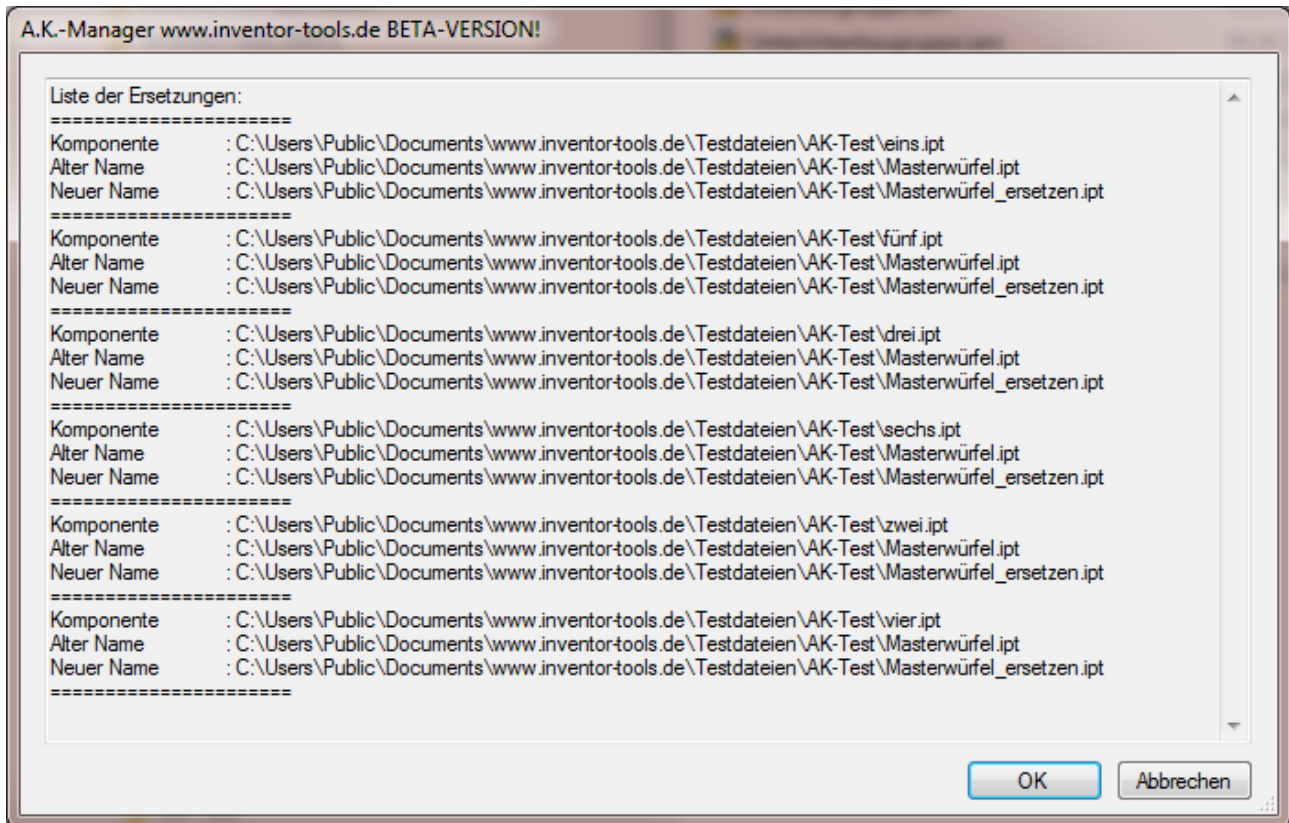 A.K.-Manager www.inventor-tools.de BETA-VERSION!
Liste der Ersetzungen:
======================
Komponente : C:\Users\Public\Documents\www.inventor-tools.de\Testdateien\AK-Test\eins.ipt
Alter Name : C:\Users\Public\Documents\www.inventor-tools.de\Testdateien\AK-Test\Masterwürfel.ipt
Neuer Name : C:\Users\Public\Documents\www.inventor-tools.de\Testdateien\AK-Test\Masterwürfel_ersetzen.ipt
======================
Komponente : C:\Users\Public\Documents\www.inventor-tools.de\Testdateien\AK-Test\fünf.ipt
Alter Name : C:\Users\Public\Documents\www.inventor-tools.de\Testdateien\AK-Test\Masterwürfel.ipt
Neuer Name : C:\Users\Public\Documents\www.inventor-tools.de\Testdateien\AK-Test\Masterwürfel_ersetzen.ipt
======================
Komponente : C:\Users\Public\Documents\www.inventor-tools.de\Testdateien\AK-Test\drei.ipt
Alter Name : C:\Users\Public\Documents\www.inventor-tools.de\Testdateien\AK-Test\Masterwürfel.ipt
Neuer Name : C:\Users\Public\Documents\www.inventor-tools.de\Testdateien\AK-Test\Masterwürfel_ersetzen.ipt
======================
Komponente : C:\Users\Public\Documents\www.inventor-tools.de\Testdateien\AK-Test\sechs.ipt
Alter Name : C:\Users\Public\Documents\www.inventor-tools.de\Testdateien\AK-Test\Masterwürfel.ipt
Neuer Name : C:\Users\Public\Documents\www.inventor-tools.de\Testdateien\AK-Test\Masterwürfel_ersetzen.ipt
======================
Komponente : C:\Users\Public\Documents\www.inventor-tools.de\Testdateien\AK-Test\zwei.ipt
Alter Name : C:\Users\Public\Documents\www.inventor-tools.de\Testdateien\AK-Test\Masterwürfel.ipt
Neuer Name : C:\Users\Public\Documents\www.inventor-tools.de\Testdateien\AK-Test\Masterwürfel_ersetzen.ipt
======================
Komponente : C:\Users\Public\Documents\www.inventor-tools.de\Testdateien\AK-Test\vier.ipt
Alter Name : C:\Users\Public\Documents\www.inventor-tools.de\Testdateien\AK-Test\Masterwürfel.ipt
Neuer Name : C:\Users\Public\Documents\www.inventor-tools.de\Testdateien\AK-Test\Masterwürfel_ersetzen.ipt
======================
OK Abbrechen